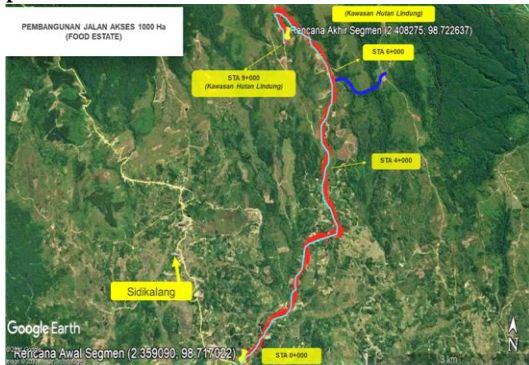 PEMBANGUNAN JALAN AKSES 1000 Ha
(FOOD ESTATE)
(Kawasan Hutan Lindung)
Rencana Akhir Segmen (2.408275; 98.722637)
STA 6+000
STA 9+000
(Kawasan Hutan Lindung)
STA 4+000
Sidikalang
Google Earth
Rencana Awal Segmen (2.359090, 98.717022)
STA 0+000
3 km
N